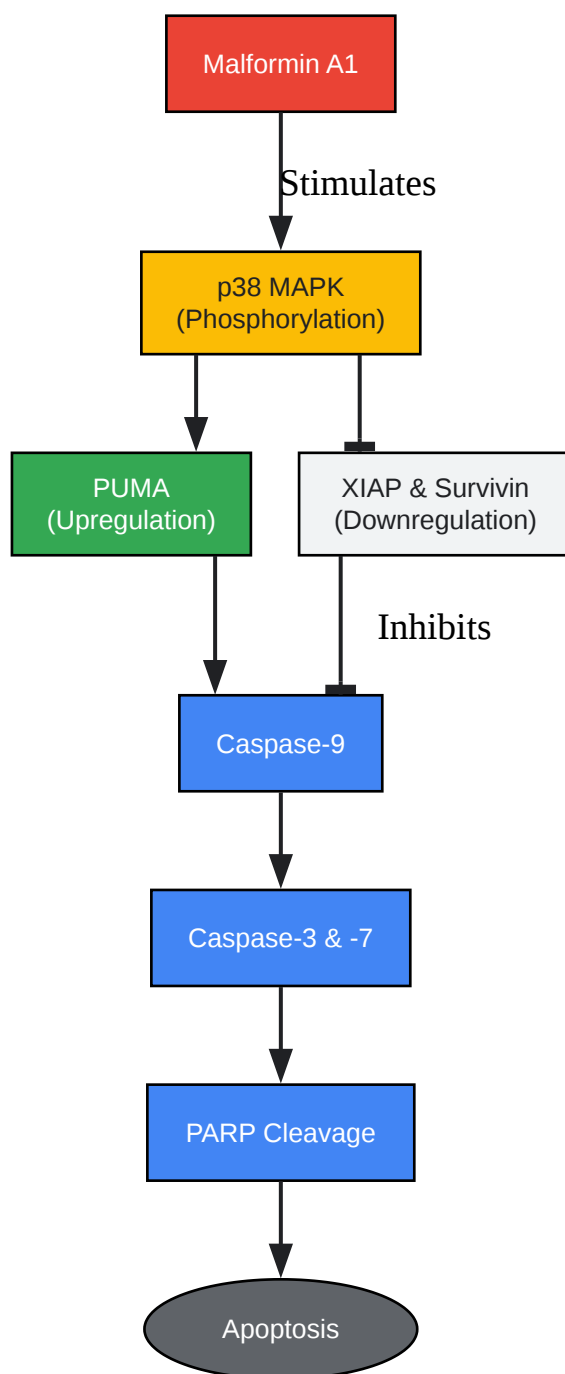 Malformin A1
Stimulates
p38 MAPK
(Phosphorylation)
PUMA
(Upregulation)
XIAP & Survivin
(Downregulation)
Inhibits
Caspase-9
Caspase-3 & -7
PARP Cleavage
Apoptosis